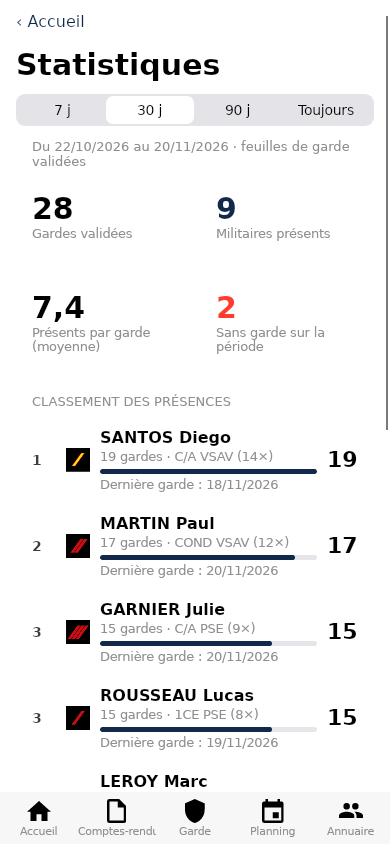 ‹ Accueil
Statistiques
7 j
30 j
90 j
Toujours
Du 22/10/2026 au 20/11/2026 · feuilles de garde
validées
28
9
Gardes validées
Militaires présents
7,4
2
Présents par garde
(moyenne)
Sans garde sur la
période
CLASSEMENT DES PRÉSENCES
SANTOS Diego
1
19 gardes · C/A VSAV (14×)
19
Dernière garde : 18/11/2026
MARTIN Paul
2
17 gardes · COND VSAV (12×)
17
Dernière garde : 20/11/2026
GARNIER Julie
3
15 gardes · C/A PSE (9×)
15
Dernière garde : 20/11/2026
ROUSSEAU Lucas
3
15 gardes · 1CE PSE (8×)
15
Dernière garde : 19/11/2026
LEROY Marc
Accueil
Comptes-rendu
Garde
Planning
Annuaire